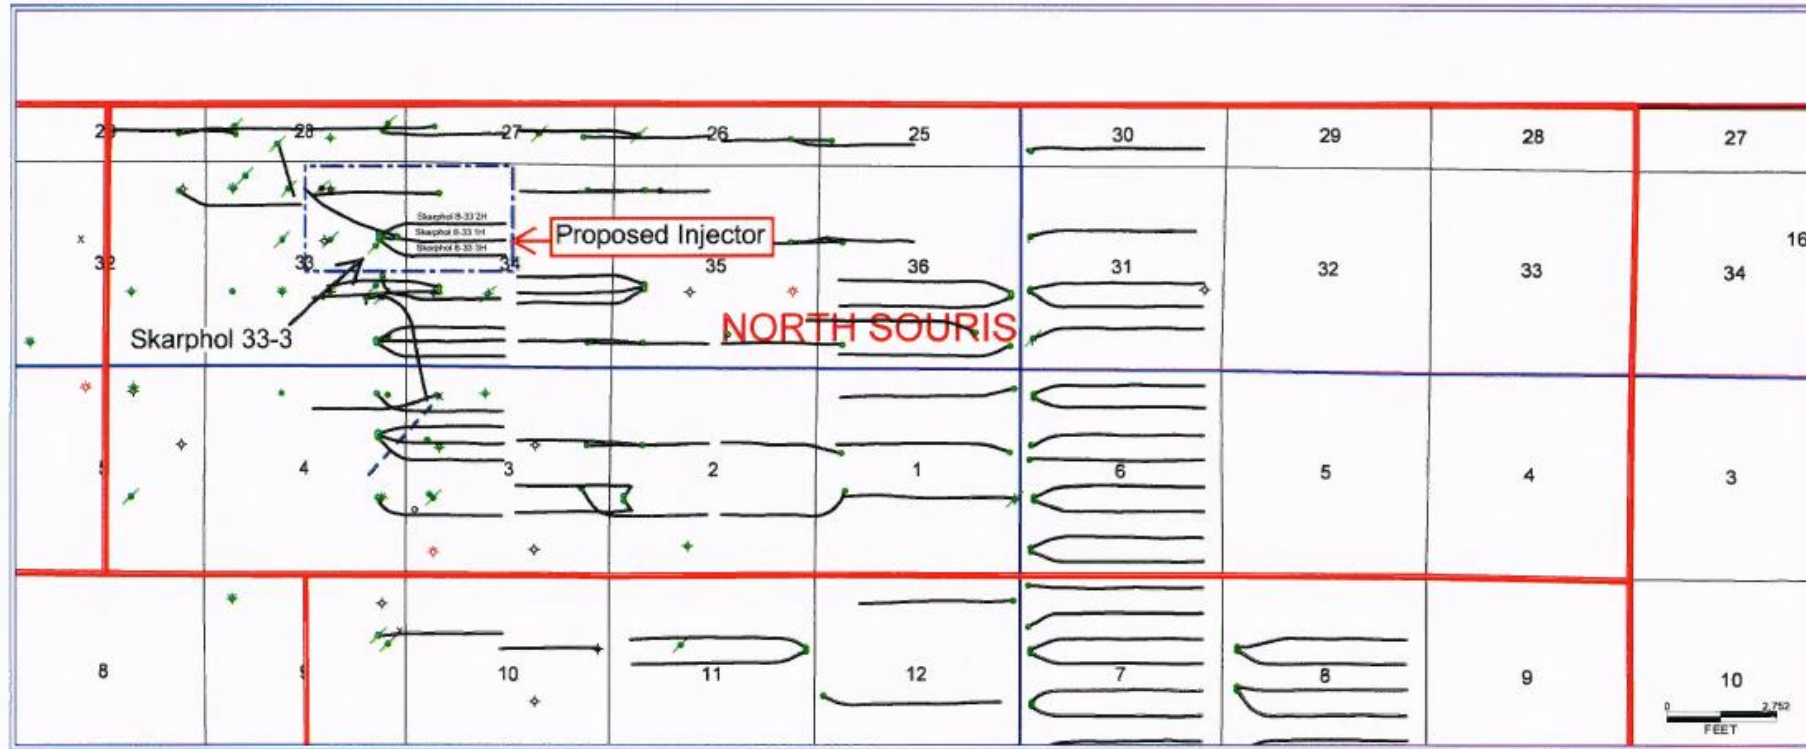 29 28 27 26 25 30 29 28 27
Skarphol 8-33 2H
Skarphol 8-33 1H
Skarphol 8-33 3H
Proposed Injector
16
32 33 34 35 36 31 32 33 34
Skarphol 33-3
NORTH SOURIS
5 4 3 2 1 6 5 4 3
8 9 10 11 12 7 8 9 10
0 2,752
FEET